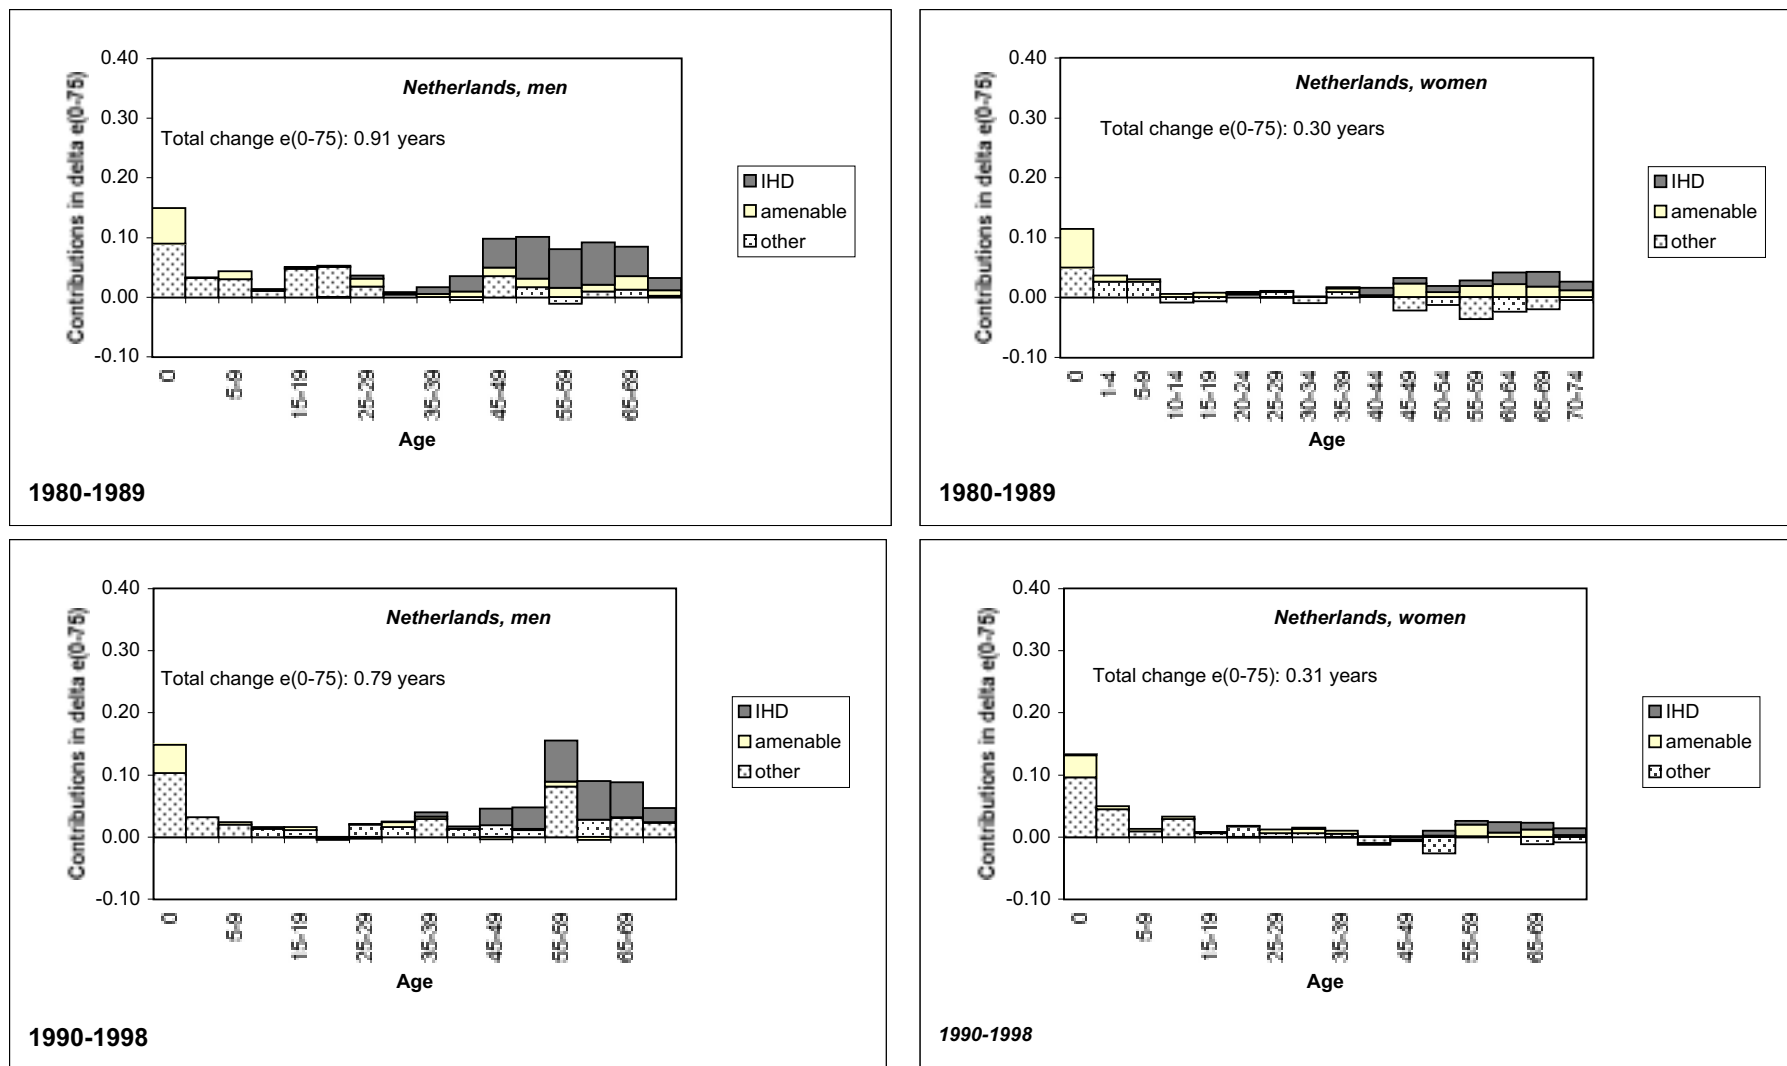 Netherlands, men
Total change e(0-75): 0.91 years
Contributions in delta e(0-75)
0.40
0.30
0.20
0.10
0.00
-0.10
IHD
amenable
other
0
5-9
15-19
25-29
35-39
45-49
55-59
65-69
Age
1980-1989
Netherlands, women
Total change e(0-75): 0.30 years
Contributions in delta e(0-75)
0.40
0.30
0.20
0.10
0.00
-0.10
IHD
amenable
other
0
1-4
5-9
10-14
15-19
20-24
25-29
30-34
35-39
40-44
45-49
50-54
55-59
60-64
65-69
70-74
Age
1980-1989
Netherlands, men
Total change e(0-75): 0.79 years
Contributions in delta e(0-75)
0.40
0.30
0.20
0.10
0.00
-0.10
IHD
amenable
other
0
5-9
15-19
25-29
35-39
45-49
55-59
65-69
Age
1990-1998
Netherlands, women
Total change e(0-75): 0.31 years
Contributions in delta e(0-75)
0.40
0.30
0.20
0.10
0.00
-0.10
IHD
amenable
other
0
5-9
15-19
25-29
35-39
45-49
55-59
65-69
Age
1990-1998